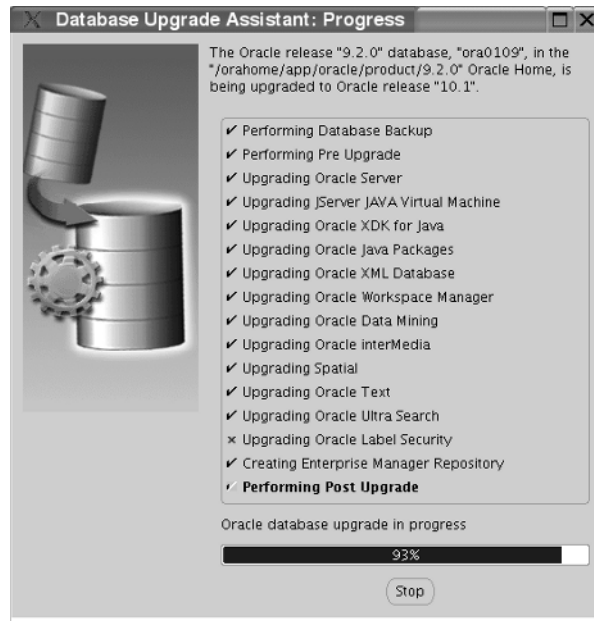 Database Upgrade Assistant: Progress
The Oracle release "9.2.0" database, "ora0109", in the
"/orahome/app/oracle/product/9.2.0" Oracle Home, is
being upgraded to Oracle release "10.1".
✔ Performing Database Backup
✔ Performing Pre Upgrade
✔ Upgrading Oracle Server
✔ Upgrading JServer JAVA Virtual Machine
✔ Upgrading Oracle XDK for Java
✔ Upgrading Oracle Java Packages
✔ Upgrading Oracle XML Database
✔ Upgrading Oracle Workspace Manager
✔ Upgrading Oracle Data Mining
✔ Upgrading Oracle interMedia
✔ Upgrading Spatial
✔ Upgrading Oracle Text
✔ Upgrading Oracle Ultra Search
× Upgrading Oracle Label Security
✔ Creating Enterprise Manager Repository
✔ Performing Post Upgrade
Oracle database upgrade in progress
93%
Stop